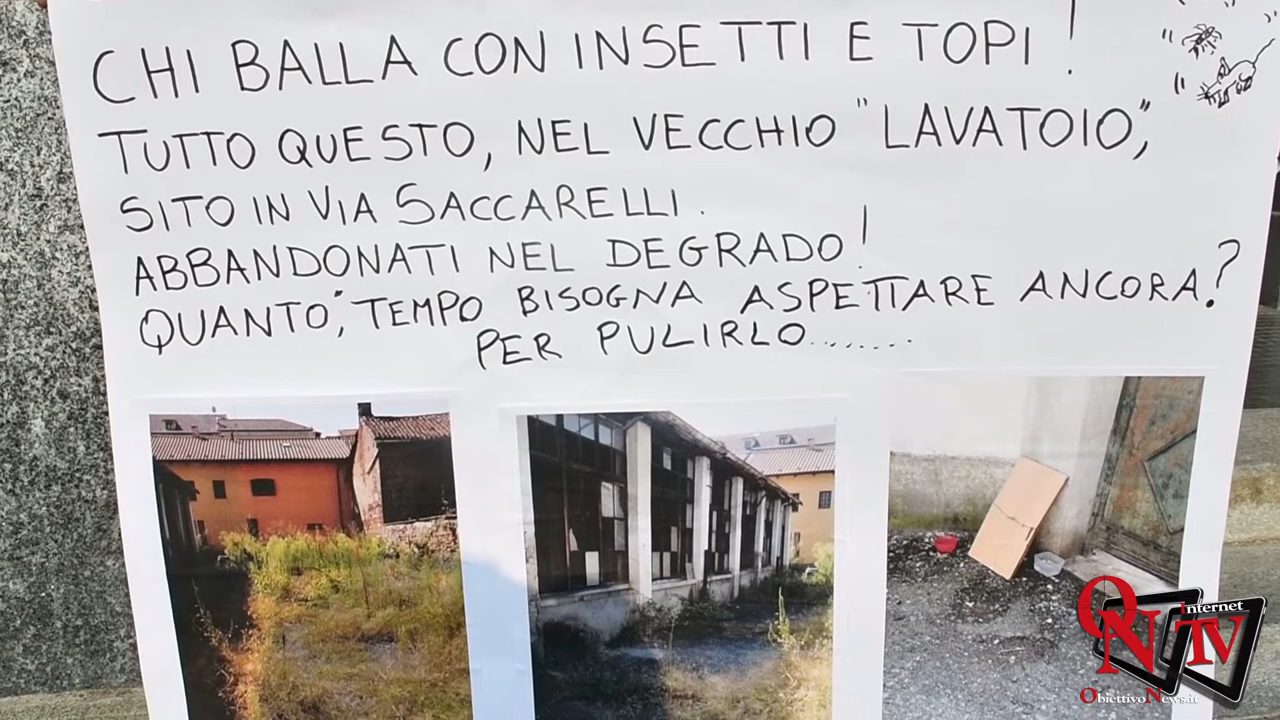 CHI BALLA CON INSETTI E TOPI!
TUTTO QUESTO, NEL VECCHIO "LAVATOIO",
SITO IN VIA SACCARELLI.
ABBANDONATI NEL DEGRADO!
QUANTO, TEMPO BISOGNA ASPETTARE ANCORA?
PER PULIRLO........
Internet
ON TV
ObiettivoNews.it